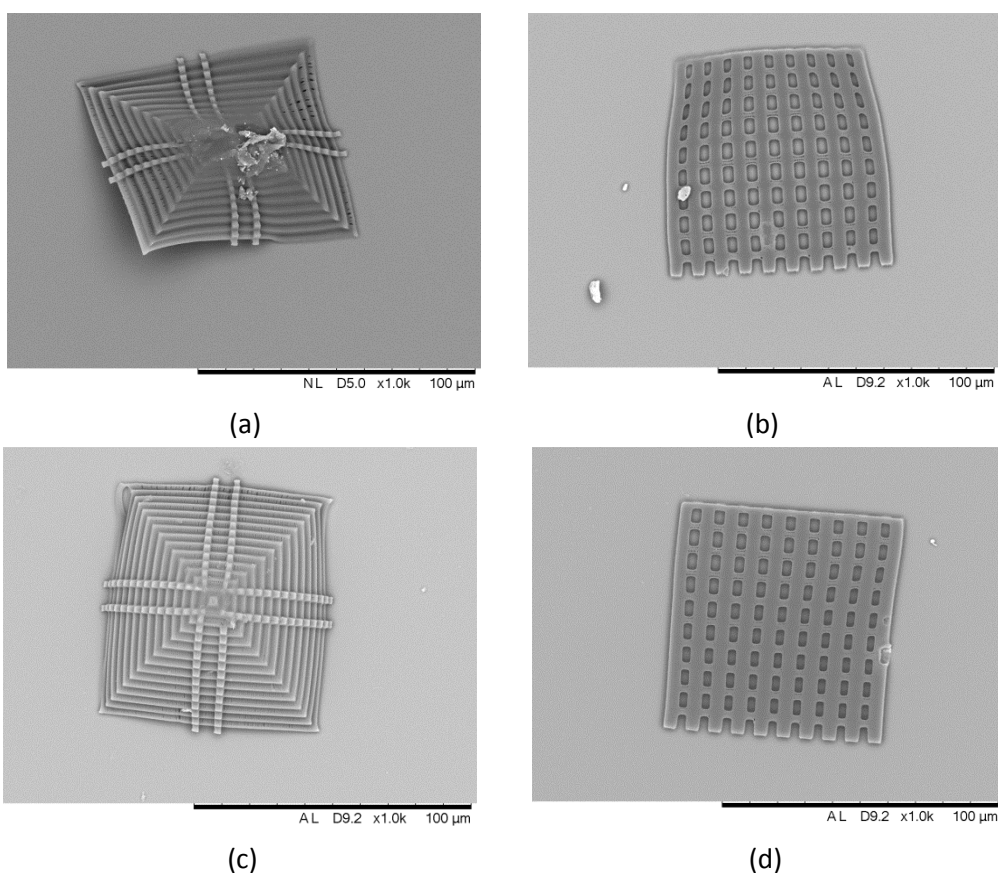 NL D5.0 x1.0k 100 μm
AL D9.2 x1.0k 100 μm
(a)
(b)
AL D9.2 x1.0k 100 μm
AL D9.2 x1.0k 100 μm
(c)
(d)